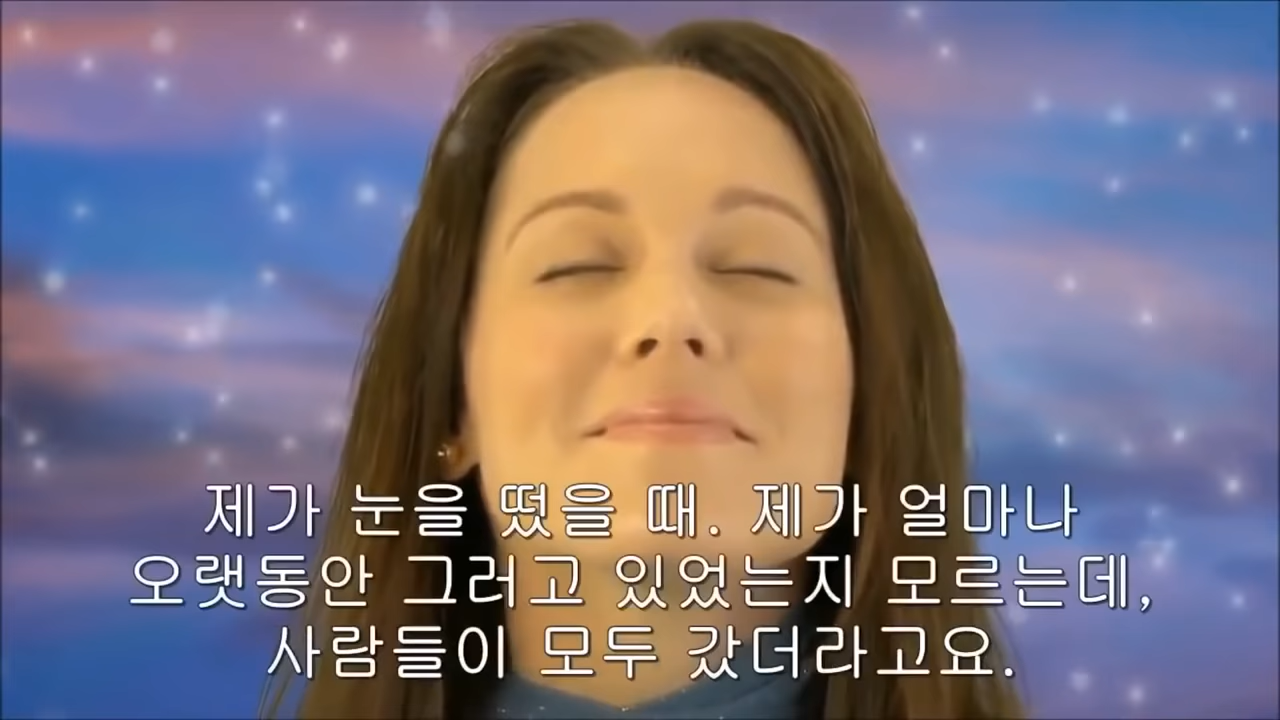 제가 눈을 떴을 때. 제가 얼마나
오랫동안 그러고 있었는지 모르는데,
사람들이 모두 갔더라고요.